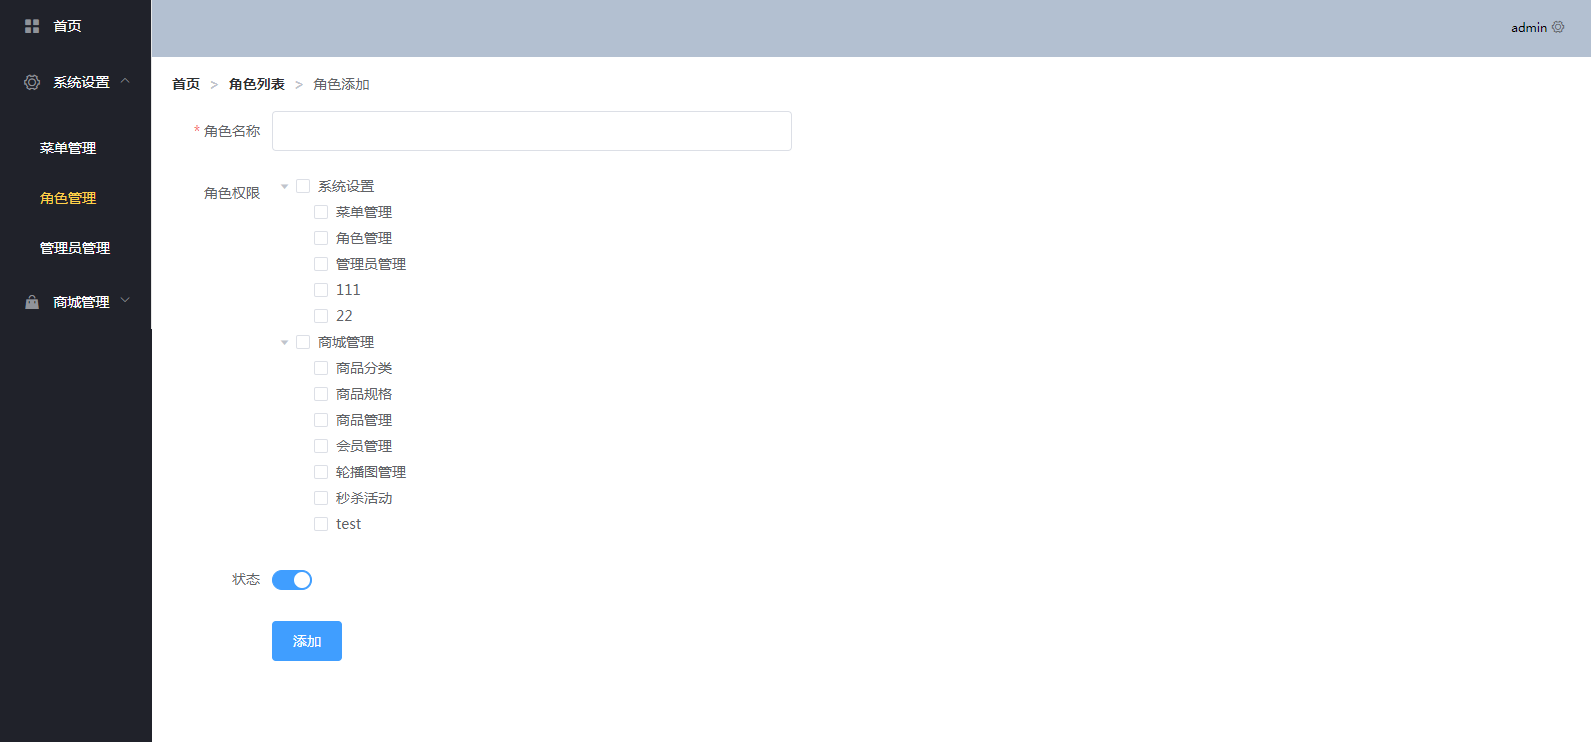 首页
系统设置
菜单管理
角色管理
管理员管理
商城管理
admin
首页 > 角色列表 > 角色添加
* 角色名称
角色权限
系统设置
菜单管理
角色管理
管理员管理
111
22
商城管理
商品分类
商品规格
商品管理
会员管理
轮播图管理
秒杀活动
test
状态
添加